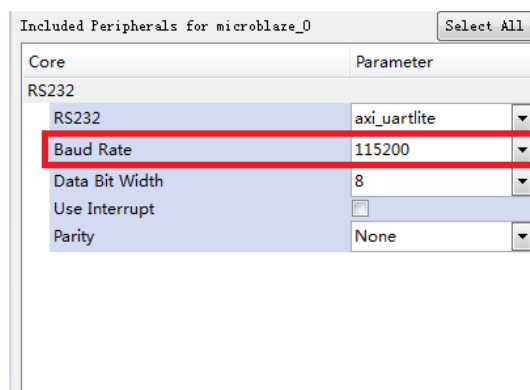 Included Peripherals for microblaze_0 Select All
Core Parameter
RS232
RS232 axi_uartlite
Baud Rate 115200
Data Bit Width 8
Use Interrupt
Parity None